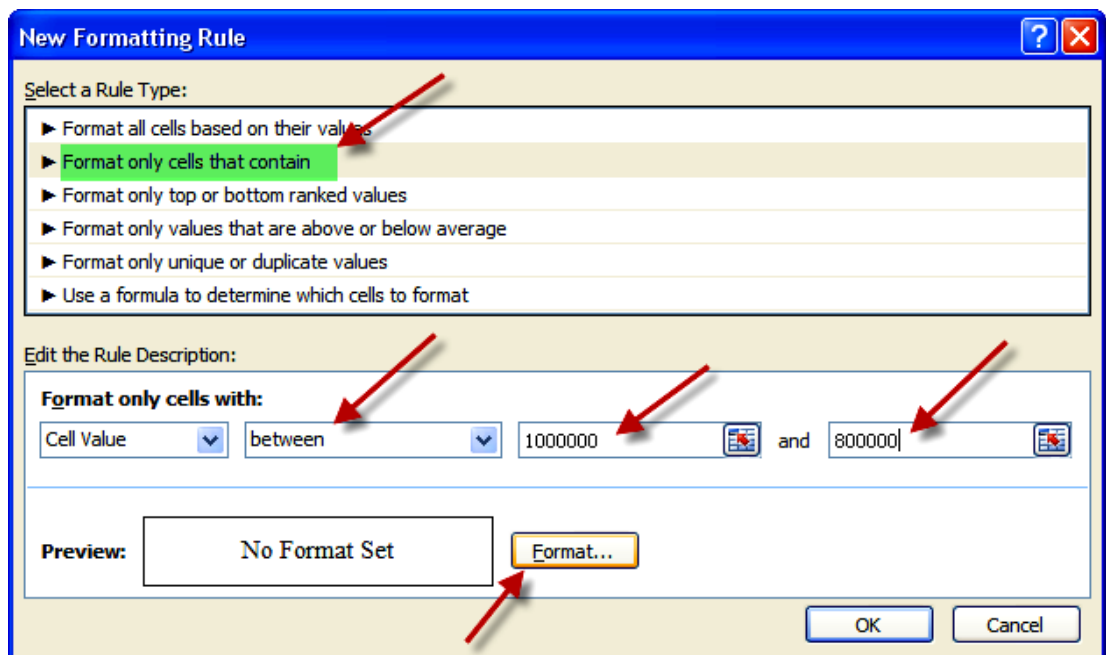 New Formatting Rule
Select a Rule Type:
► Format all cells based on their values
► Format only cells that contain
► Format only top or bottom ranked values
► Format only values that are above or below average
► Format only unique or duplicate values
► Use a formula to determine which cells to format
Edit the Rule Description:
Format only cells with:
Cell Value between 1000000 and 800000
Preview: No Format Set Format...
OK Cancel